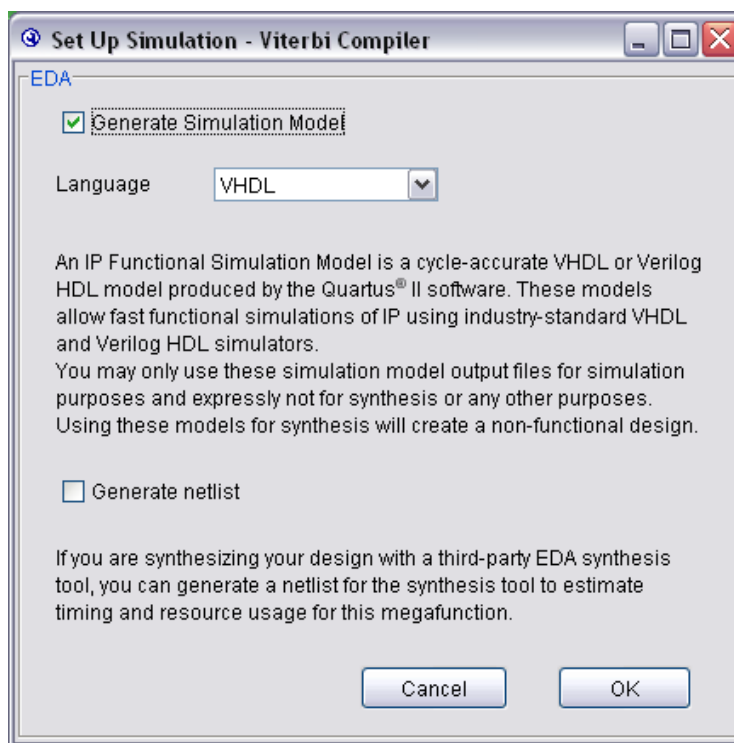 Set Up Simulation - Viterbi Compiler
EDA
Generate Simulation Model
Language VHDL
An IP Functional Simulation Model is a cycle-accurate VHDL or Verilog
HDL model produced by the Quartus® II software. These models
allow fast functional simulations of IP using industry-standard VHDL
and Verilog HDL simulators.
You may only use these simulation model output files for simulation
purposes and expressly not for synthesis or any other purposes.
Using these models for synthesis will create a non-functional design.
Generate netlist
If you are synthesizing your design with a third-party EDA synthesis
tool, you can generate a netlist for the synthesis tool to estimate
timing and resource usage for this megafunction.
Cancel OK